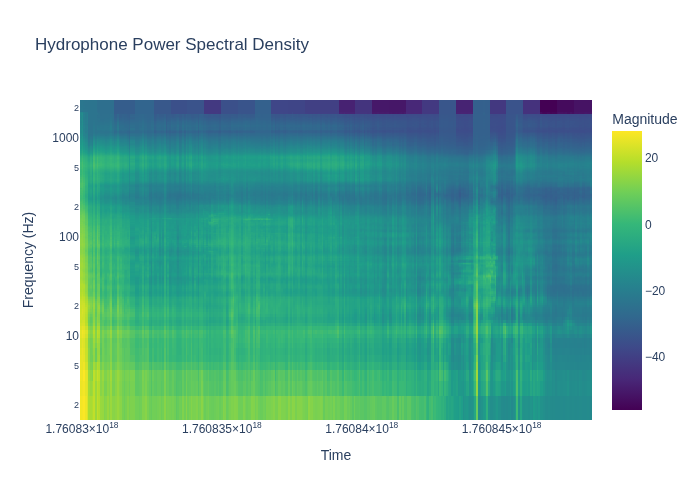 Hydrophone Power Spectral Density
Magnitude
20
0
−20
−40
Frequency (Hz)
2
1000
5
2
100
5
2
10
5
2
1.76083×10¹⁸ 1.760835×10¹⁸ 1.76084×10¹⁸ 1.760845×10¹⁸
Time